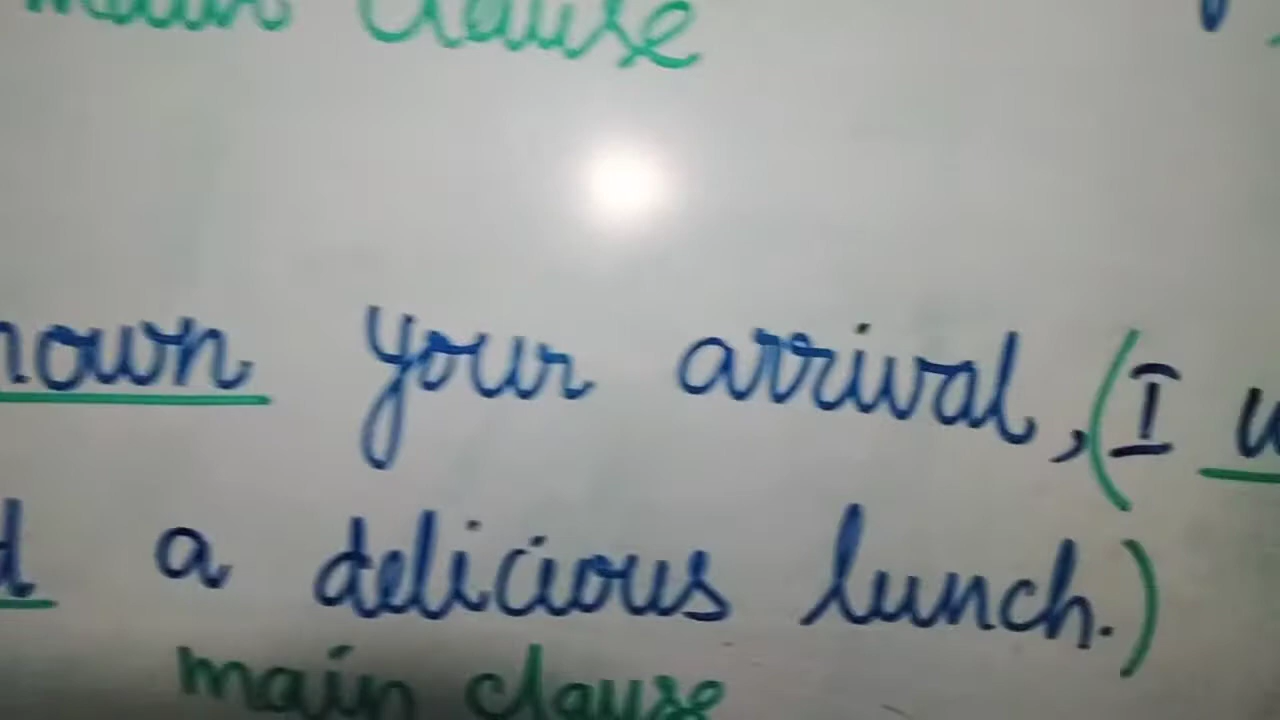 main clause
nown your arrival, (I
a delicious lunch.)
main clause